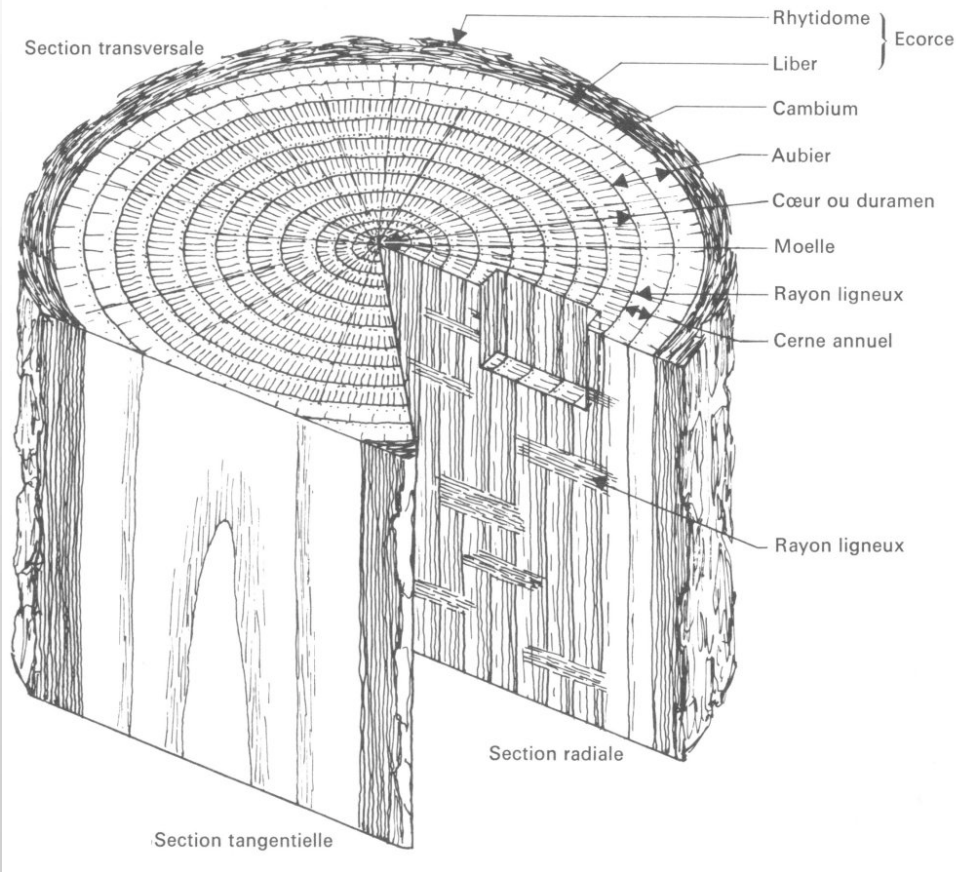 Section transversale
Rhytidome
Ecorce
Liber
Cambium
Aubier
Cœur ou duramen
Moelle
Rayon ligneux
Cerne annuel
Rayon ligneux
Section radiale
Section tangentielle